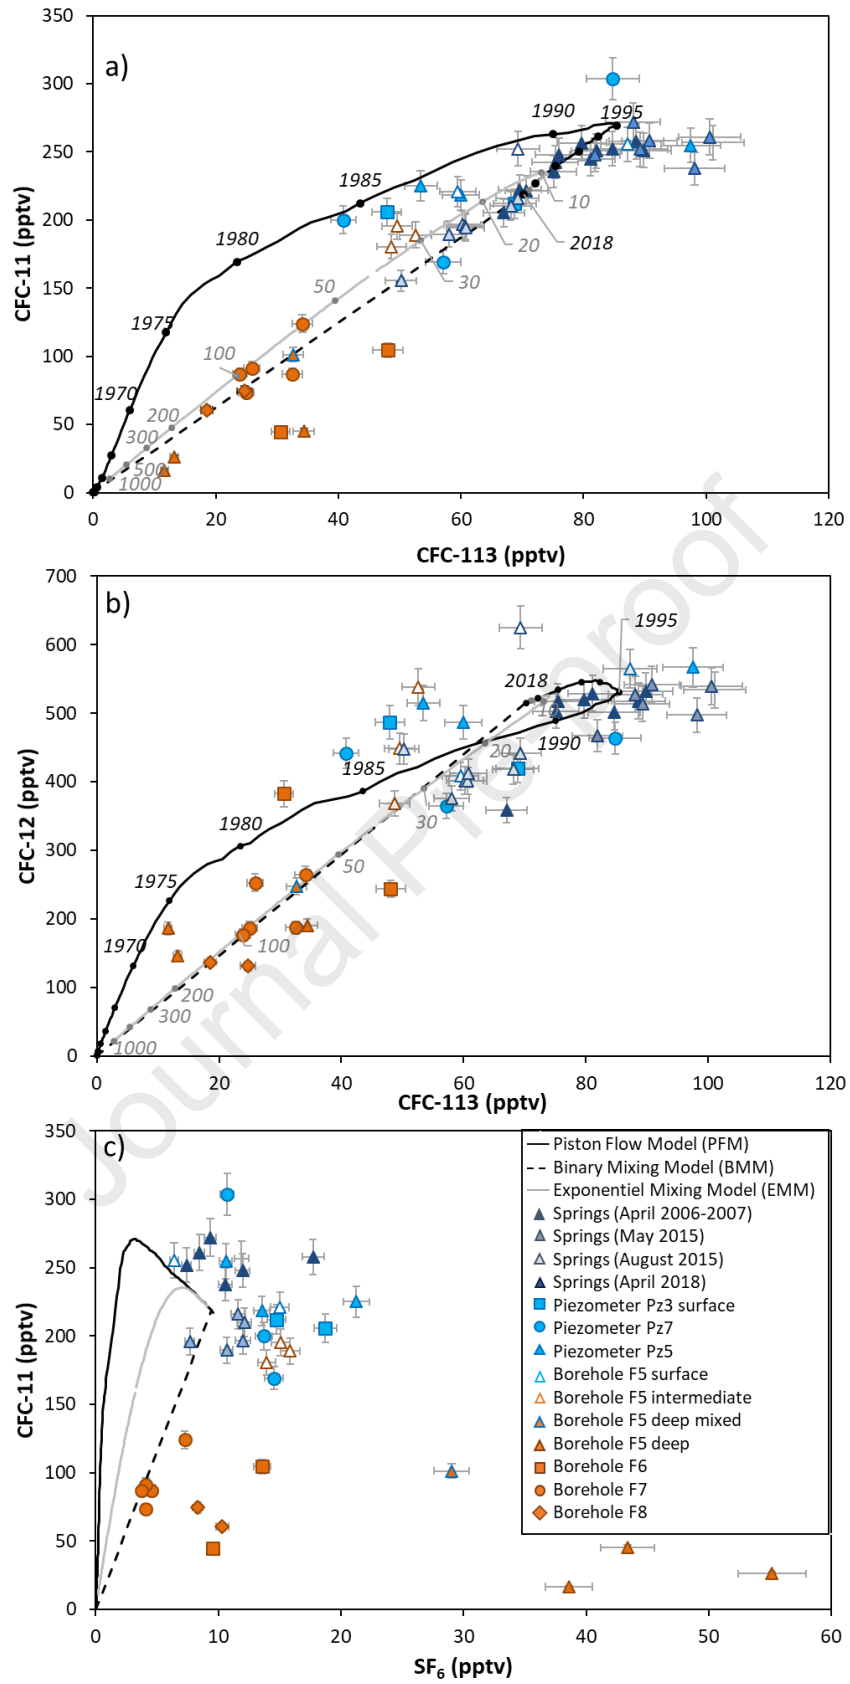 a)
350
300
250
200
150
100
50
0
CFC-11 (pptv)
1970
1975
1980
1985
1990
1995
2018
10
20
30
50
100
200
300
500
1000
0
20
40
60
80
100
120
CFC-113 (pptv)
b)
700
600
500
400
300
200
100
0
CFC-12 (pptv)
1970
1975
1980
1985
1990
1995
2018
20
30
50
100
200
300
1000
0
20
40
60
80
100
120
CFC-113 (pptv)
c)
350
300
250
200
150
100
50
0
CFC-11 (pptv)
Piston Flow Model (PFM)
Binary Mixing Model (BMM)
Exponentiel Mixing Model (EMM)
Springs (April 2006-2007)
Springs (May 2015)
Springs (August 2015)
Springs (April 2018)
Piezometer Pz3 surface
Piezometer Pz7
Piezometer Pz5
Borehole F5 surface
Borehole F5 intermediate
Borehole F5 deep mixed
Borehole F5 deep
Borehole F6
Borehole F7
Borehole F8
0
10
20
30
40
50
60
SF6 (pptv)
Journal Pre-proof